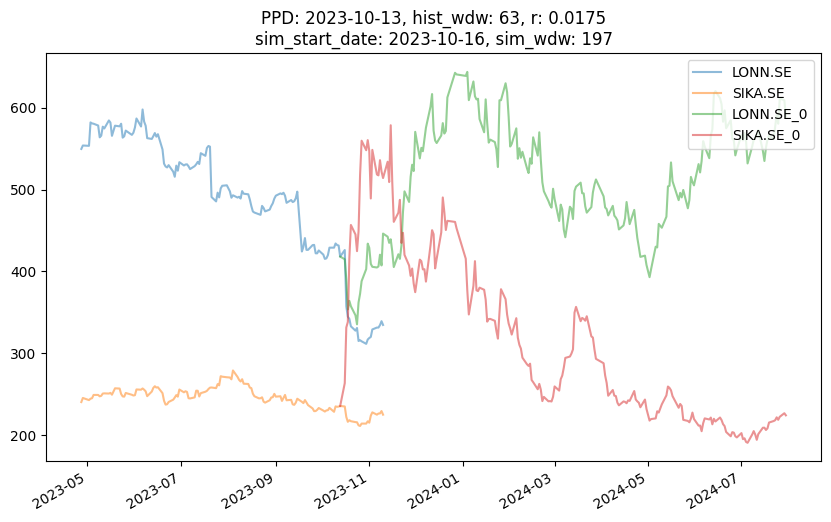 PPD: 2023-10-13, hist_wdw: 63, r: 0.0175
sim_start_date: 2023-10-16, sim_wdw: 197
LONN.SE
SIKA.SE
LONN.SE_0
SIKA.SE_0
600
500
400
300
200
2023-05
2023-07
2023-09
2023-11
2024-01
2024-03
2024-05
2024-07